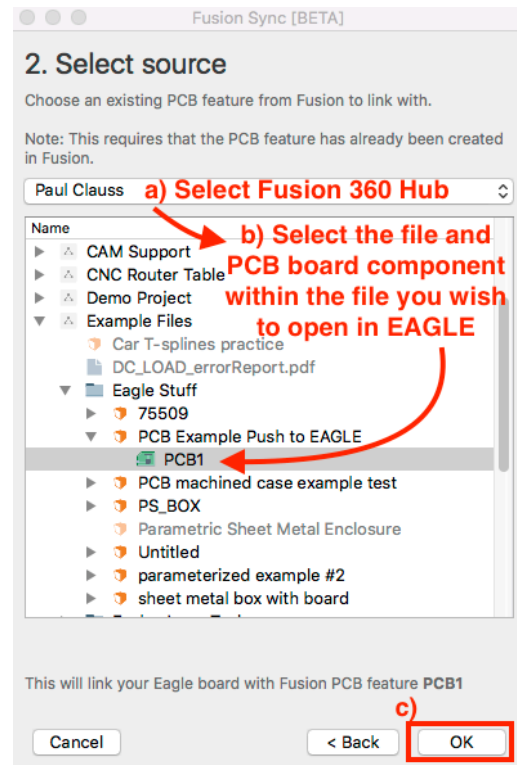 Fusion Sync [BETA]
2. Select source
Choose an existing PCB feature from Fusion to link with.
Note: This requires that the PCB feature has already been created
in Fusion.
Paul Clauss a) Select Fusion 360 Hub
Name
b) Select the file and
CAM Support
PCB board component
CNC Router Table
within the file you wish
Demo Project
to open in EAGLE
Example Files
Car T-splines practice
DC_LOAD_errorReport.pdf
Eagle Stuff
75509
PCB Example Push to EAGLE
PCB1
PCB machined case example test
PS_BOX
Parametric Sheet Metal Enclosure
Untitled
parameterized example #2
sheet metal box with board
This will link your Eagle board with Fusion PCB feature PCB1
c)
Cancel < Back OK